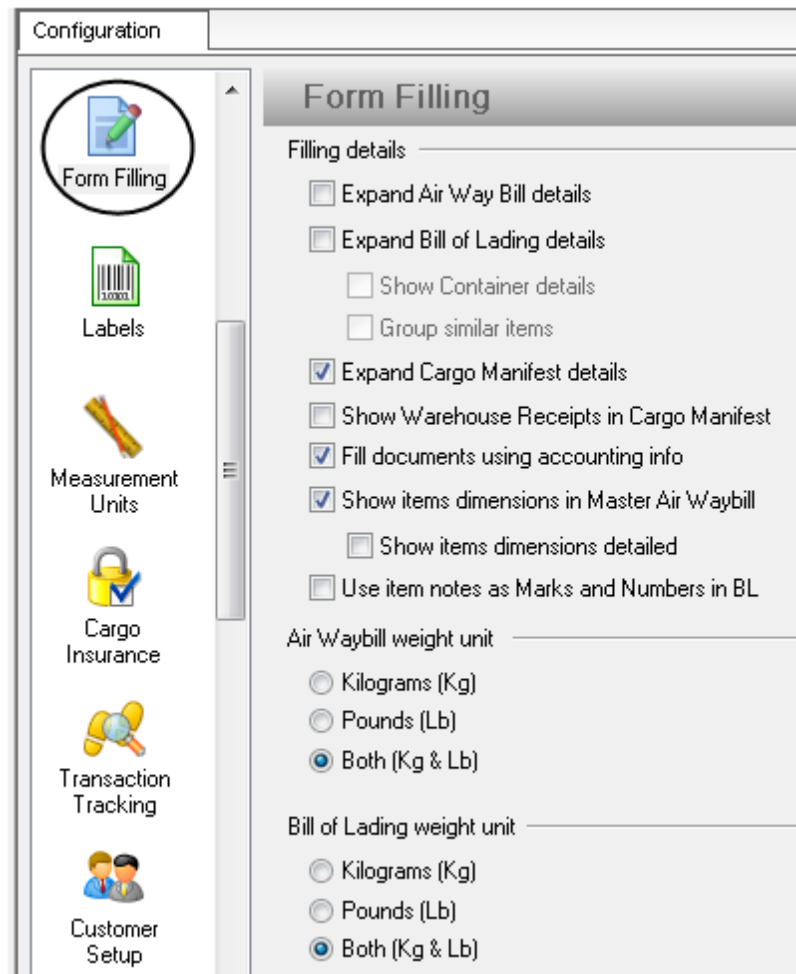 Configuration
Form Filling
Labels
10101
Measurement
Units
Cargo
Insurance
Transaction
Tracking
Customer
Setup
Form Filling
Filling details
Expand Air Way Bill details
Expand Bill of Lading details
Show Container details
Group similar items
Expand Cargo Manifest details
Show Warehouse Receipts in Cargo Manifest
Fill documents using accounting info
Show items dimensions in Master Air Waybill
Show items dimensions detailed
Use item notes as Marks and Numbers in BL
Air Waybill weight unit
Kilograms (Kg)
Pounds (Lb)
Both (Kg & Lb)
Bill of Lading weight unit
Kilograms (Kg)
Pounds (Lb)
Both (Kg & Lb)